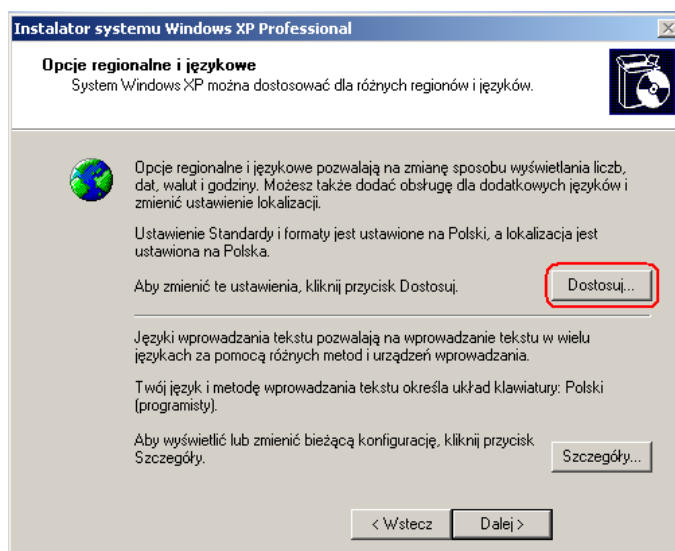 Instalator systemu Windows XP Professional
Opcje regionalne i językowe
System Windows XP można dostosować dla różnych regionów i języków.
Opcje regionalne i językowe pozwalają na zmianę sposobu wyświetlania liczb,
dat, walut i godziny. Możesz także dodać obsługę dla dodatkowych języków i
zmienić ustawienie lokalizacji.
Ustawienie Standardy i formaty jest ustawione na Polski, a lokalizacja jest
ustawiona na Polska.
Aby zmienić te ustawienia, kliknij przycisk Dostosuj.
Dostosuj...
Języki wprowadzania tekstu pozwalają na wprowadzanie tekstu w wielu
językach za pomocą różnych metod i urządzeń wprowadzania.
Twój język i metodę wprowadzania tekstu określa układ klawiatury: Polski
(programisty).
Aby wyświetlić lub zmienić bieżącą konfigurację, kliknij przycisk
Szczegóły.
Szczegóły...
< Wstecz
Dalej >